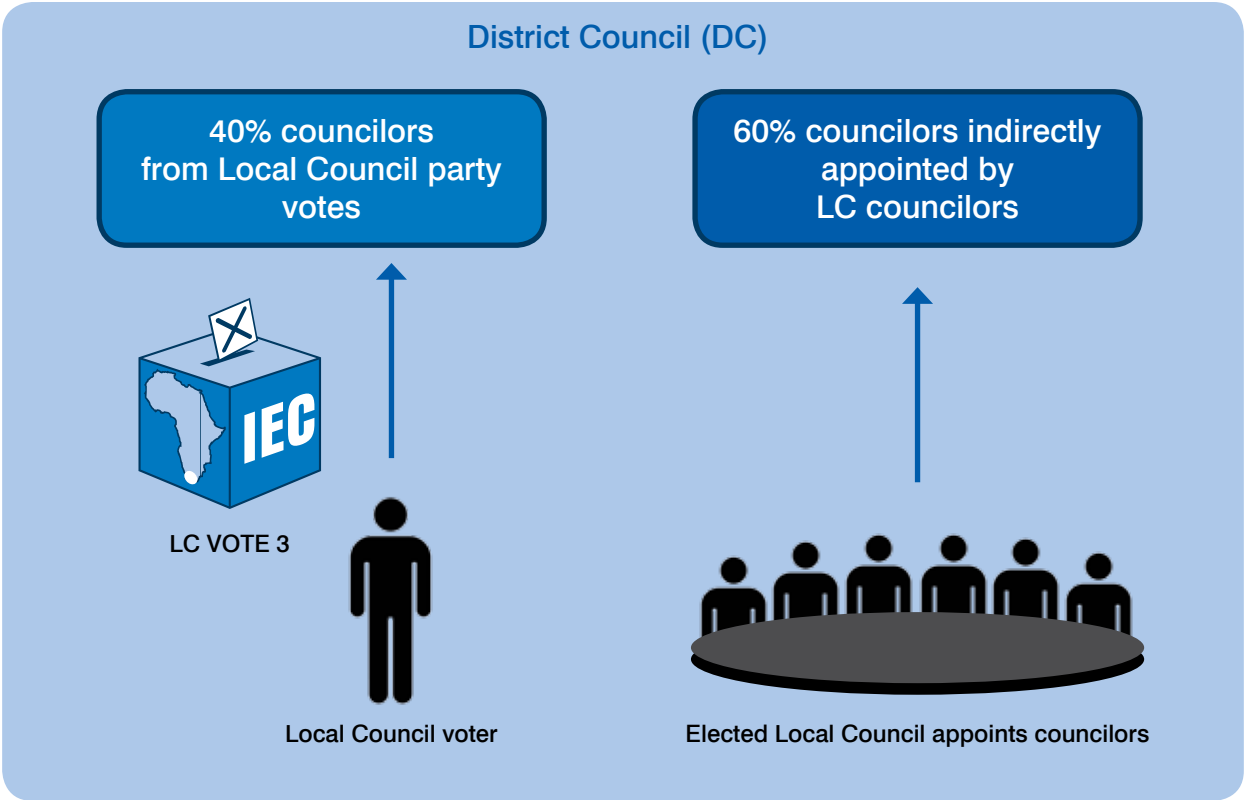 District Council (DC)
40% councilors
from Local Council party
votes
60% councilors indirectly
appointed by
LC councilors
IEC
LC VOTE 3
Local Council voter
Elected Local Council appoints councilors